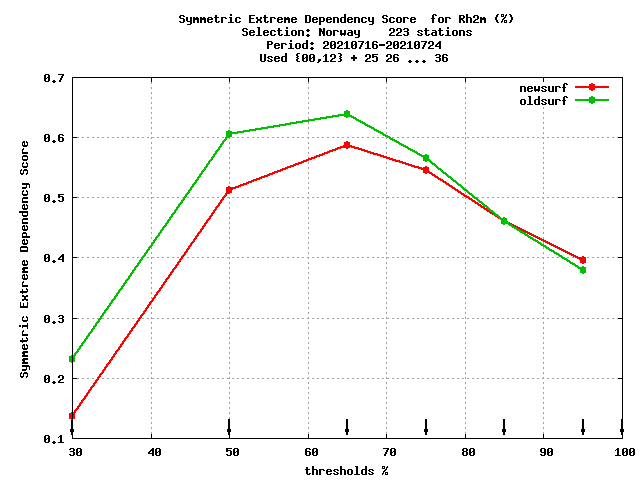 Symmetric Extreme Dependency Score  for Rh2m (%)
Selection: Norway    223 stations
Period: 20210716-20210724
Used {00,12} + 25 26 ... 36
newsurf
oldsurf
Symmetric Extreme Dependency Score
0.7
0.6
0.5
0.4
0.3
0.2
0.1
30 40 50 60 70 80 90 100
thresholds %